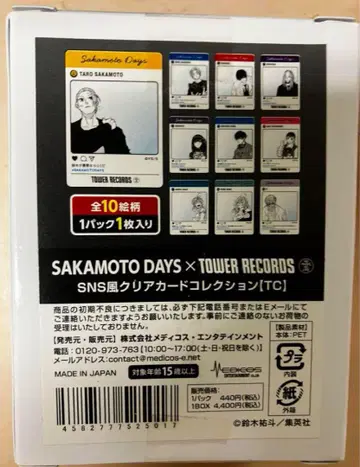 Sakamoto Days
TARO SAKAMOTO
TOWER RECORDS
全10絵柄
1パック1枚入り
SAKAMOTO DAYS × TOWER RECORDS
SNS風クリアカードコレクション【TC】
商品の初期不良につきましては、必ず下記電話番号またはEメールにて
ご連絡いただきますようお願いいたします。事前にご連絡のないお荷物の
受理はいたしておりません。
【発売元・販売元】株式会社メディコス・エンタテインメント
電話:0120-973-763 [10:00~17:00(土・日・祝日を除く)]
メールアドレス:contact@medicos-e.net
MADE IN JAPAN
対象年齢15歳以上
【製品素材】
本体:PET
プラ
内袋
紙
外箱
MEDICOS
ENTERTAINMENT
販売価格
1パック 440円(税込)
1BOX 4,400円(税込)
4582777525017
©鈴木祐斗/集英社